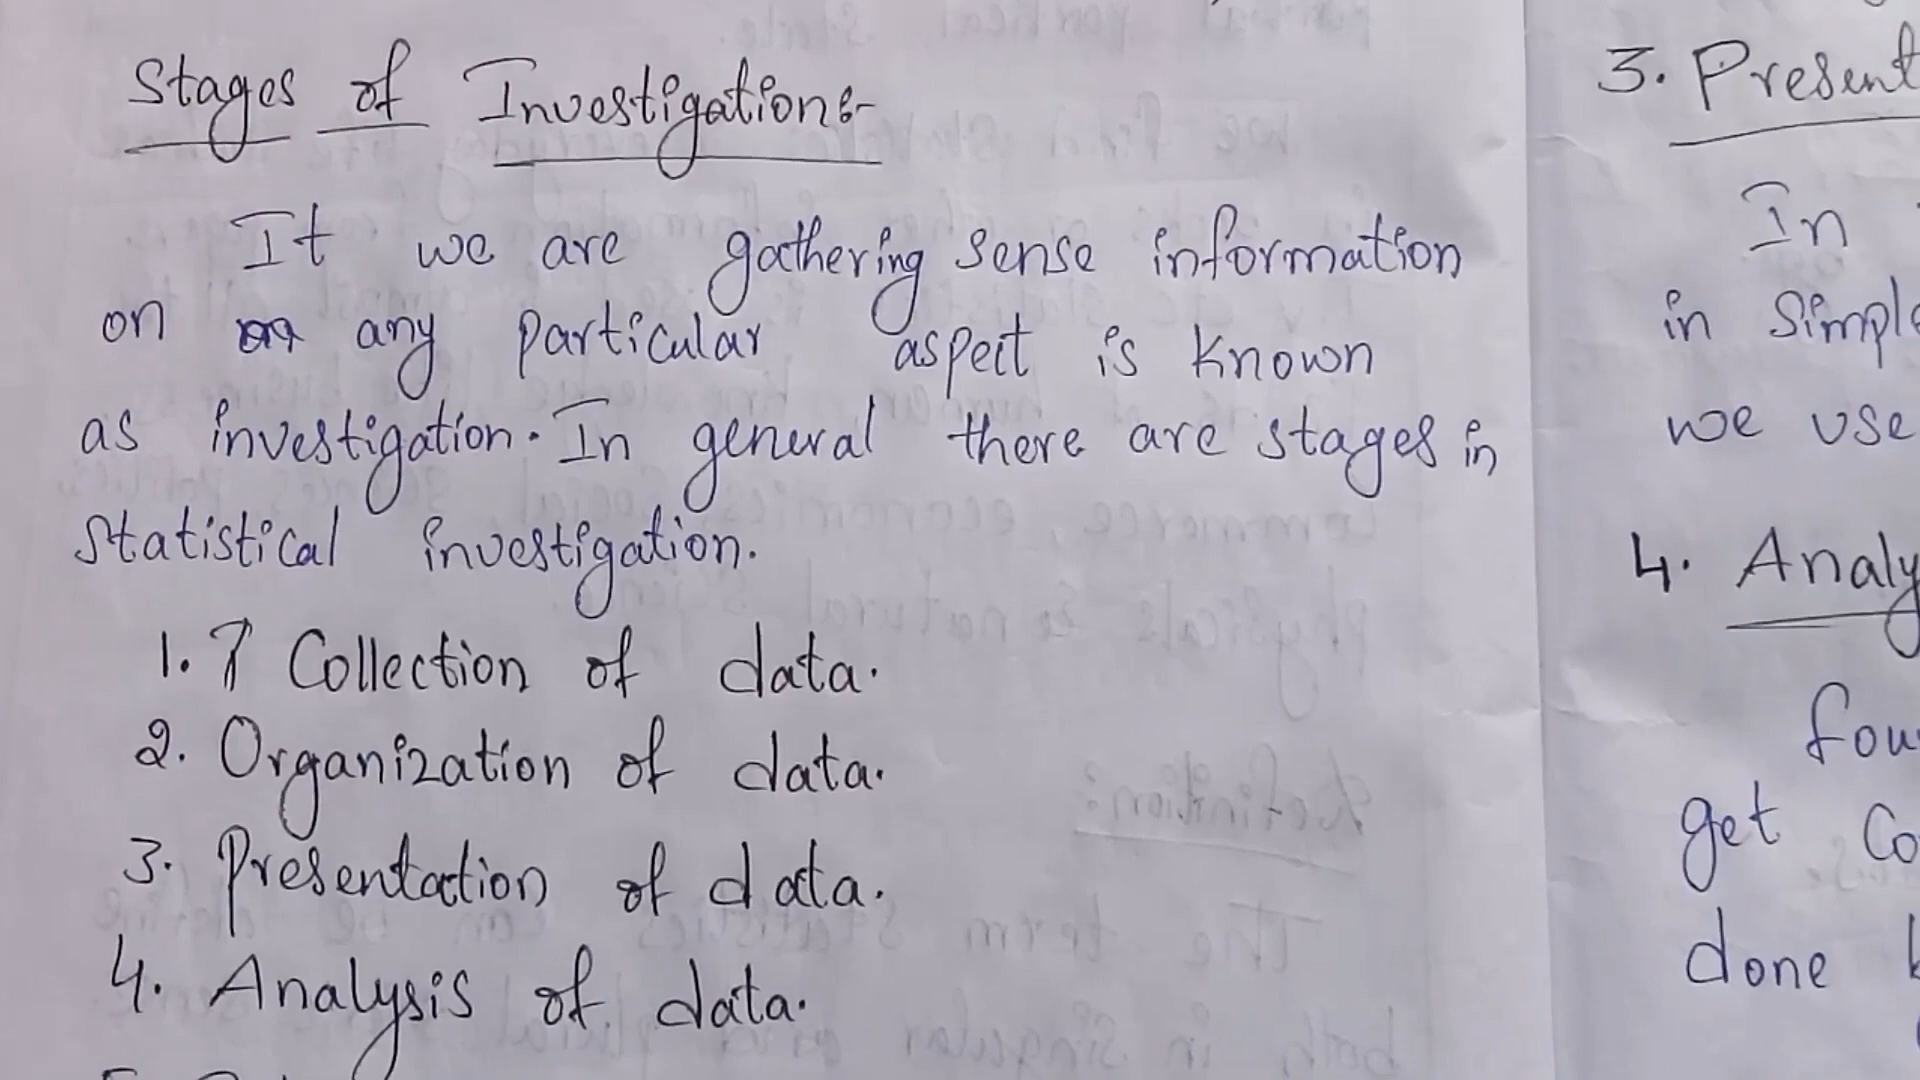 Stages of Investigation:-
It we are gathering sense information
on any particular aspect is known
as investigation. In general there are stages in
Statistical investigation.
1. Collection of data.
2. Organization of data.
3. Presentation of data.
4. Analysis of data.
3. Present
In
in Simple
we use
4. Analy
fou
get Co
done